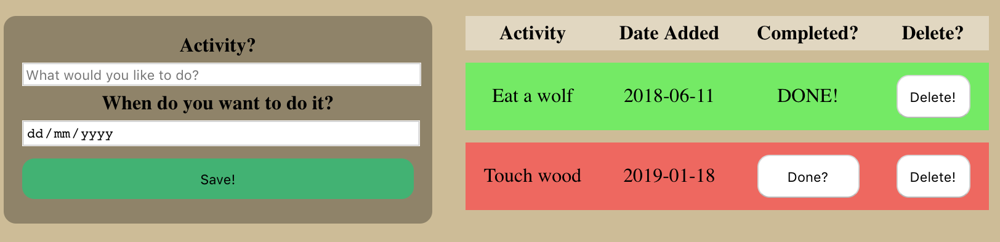 Activity?
What would you like to do?
When do you want to do it?
dd/mm/yyyy
Save!
Activity Date Added Completed? Delete?
Eat a wolf 2018-06-11 DONE! Delete!
Touch wood 2019-01-18 Done? Delete!